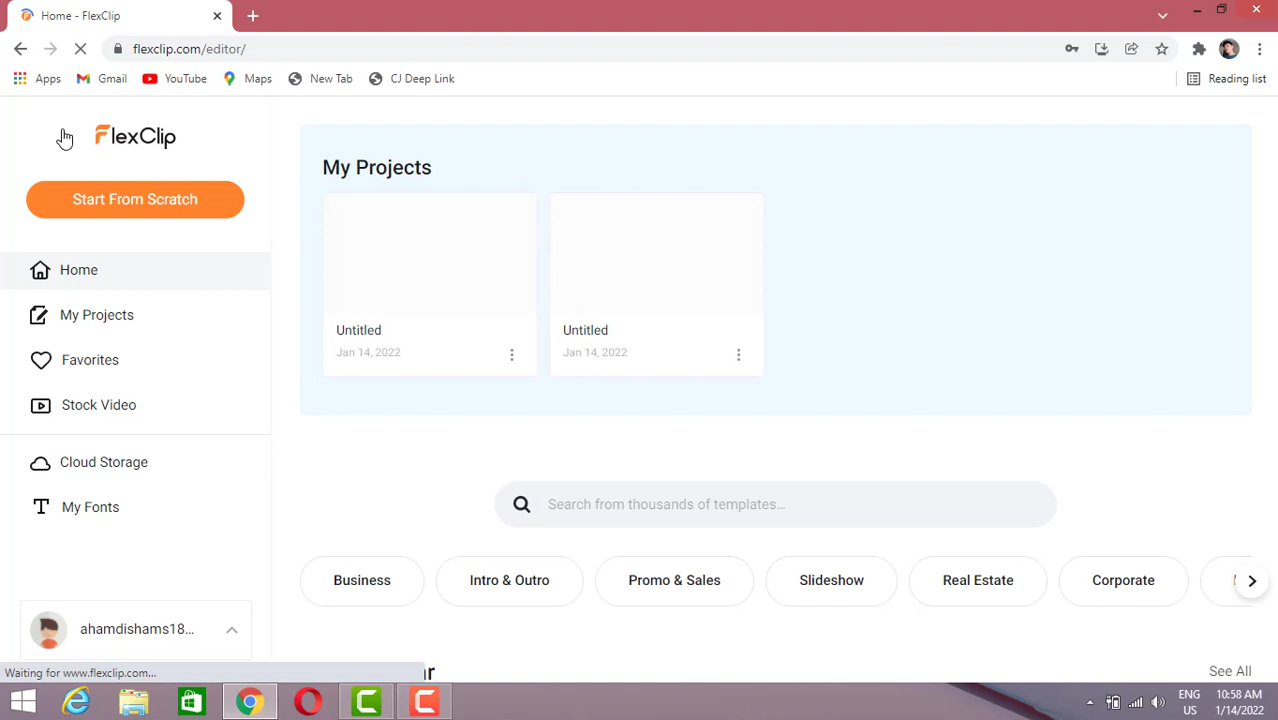 Home - FlexClip
flexclip.com/editor/
Apps Gmail YouTube Maps New Tab CJ Deep Link Reading list
FlexClip
Start From Scratch
Home
My Projects
Favorites
Stock Video
Cloud Storage
My Fonts
ahamdishams18...
My Projects
Untitled
Jan 14, 2022
Untitled
Jan 14, 2022
Search from thousands of templates...
Business Intro & Outro Promo & Sales Slideshow Real Estate Corporate
See All
Waiting for www.flexclip.com...
ENG 10:58 AM
US 1/14/2022